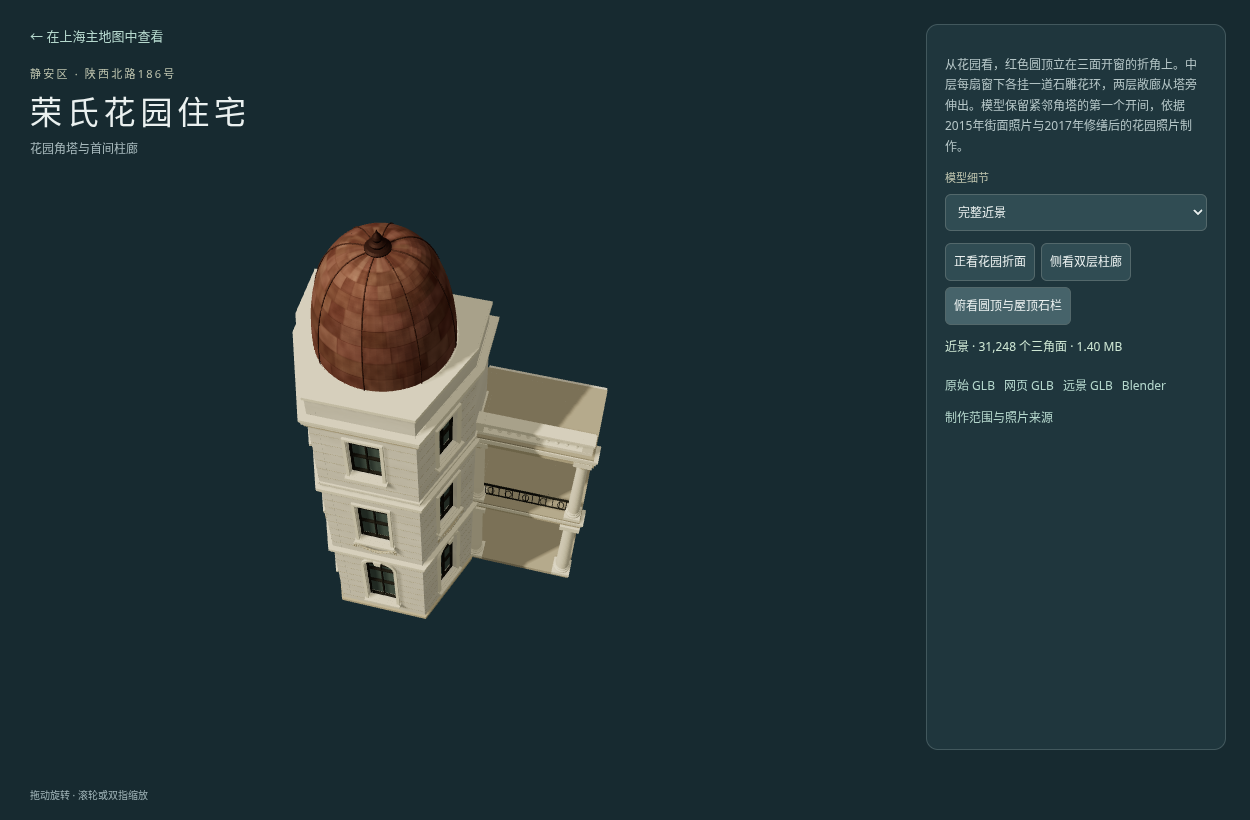 ← 在上海主地图中查看
静安区 · 陕西北路186号
荣氏花园住宅
花园角塔与首间柱廊
从花园看，红色圆顶立在三面开窗的折角上。中
层每扇窗下各挂一道石雕花环，两层敞廊从塔旁
伸出。模型保留紧邻角塔的第一个开间，依据
2015年街面照片与2017年修缮后的花园照片制
作。
模型细节
完整近景
正看花园折面 侧看双层柱廊
俯看圆顶与屋顶石栏
近景 · 31,248 个三角面 · 1.40 MB
原始 GLB 网页 GLB 远景 GLB Blender
制作范围与照片来源
拖动旋转 · 滚轮或双指缩放